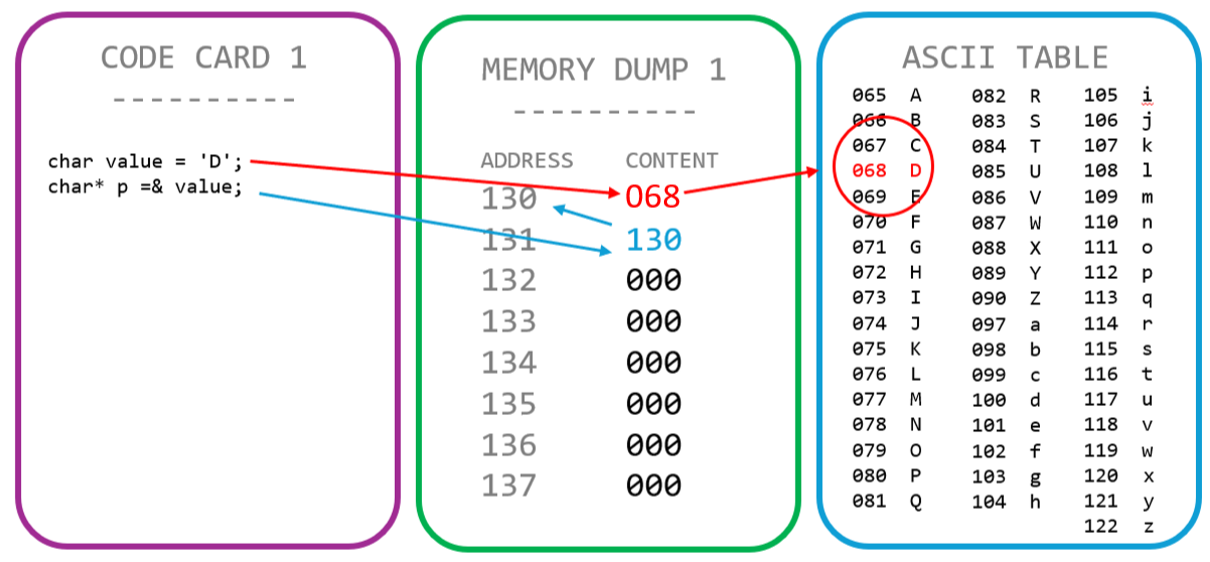 CODE CARD 1
----------
char value = 'D';
char* p =& value;
MEMORY DUMP 1
----------
ADDRESS CONTENT
130 068
131 130
132 000
133 000
134 000
135 000
136 000
137 000
ASCII TABLE
065 A 082 R 105 i
066 B 083 S 106 j
067 C 084 T 107 k
068 D 085 U 108 l
069 E 086 V 109 m
070 F 087 W 110 n
071 G 088 X 111 o
072 H 089 Y 112 p
073 I 090 Z 113 q
074 J 097 a 114 r
075 K 098 b 115 s
076 L 099 c 116 t
077 M 100 d 117 u
078 N 101 e 118 v
079 O 102 f 119 w
080 P 103 g 120 x
081 Q 104 h 121 y
122 z